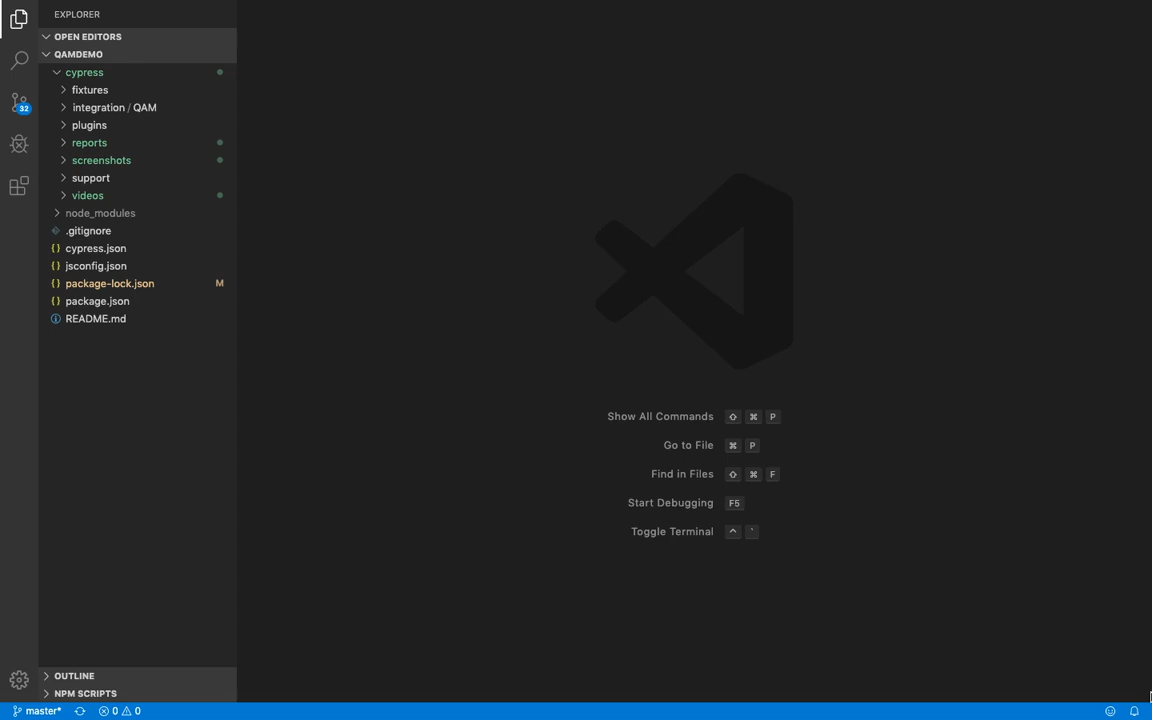 EXPLORER
OPEN EDITORS
QAMDEMO
cypress
fixtures
integration / QAM
plugins
reports
screenshots
support
videos
node_modules
.gitignore
{} cypress.json
{} jsconfig.json
{} package-lock.json M
{} package.json
README.md
32
Show All Commands ⇧ ⌘ P
Go to File ⌘ P
Find in Files ⇧ ⌘ F
Start Debugging F5
Toggle Terminal ^ `
OUTLINE
NPM SCRIPTS
master* 0 0